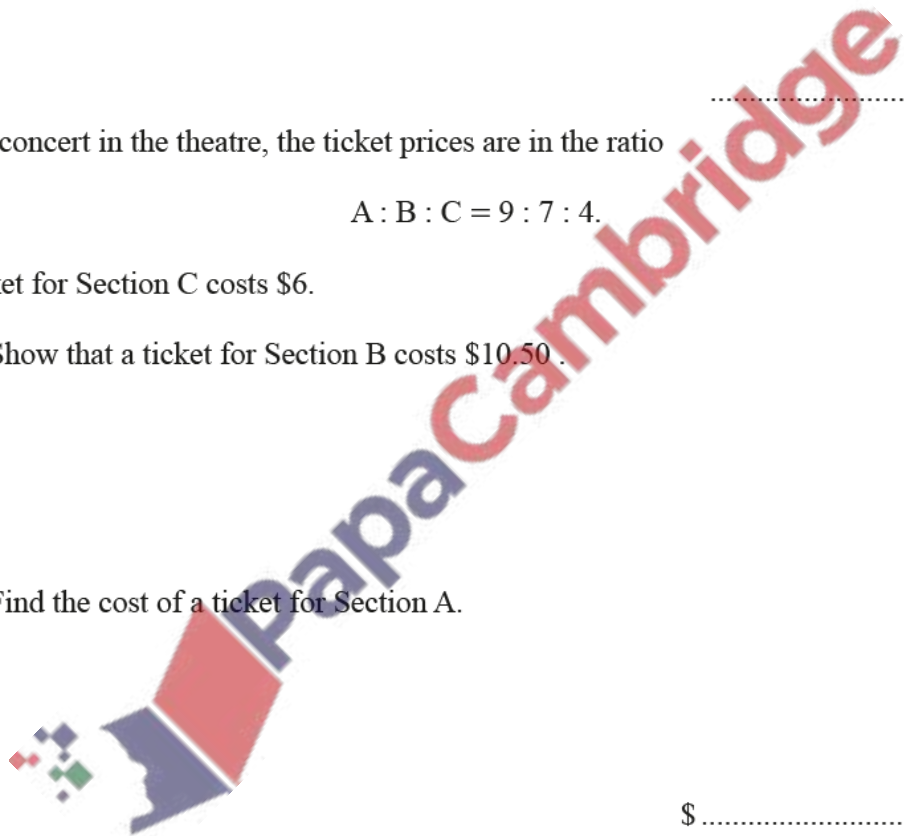 concert in the theatre, the ticket prices are in the ratio
A : B : C = 9 : 7 : 4.
et for Section C costs $6.
Show that a ticket for Section B costs $10.50 .
Find the cost of a ticket for Section A.
$ ..........................
PapaCambridge